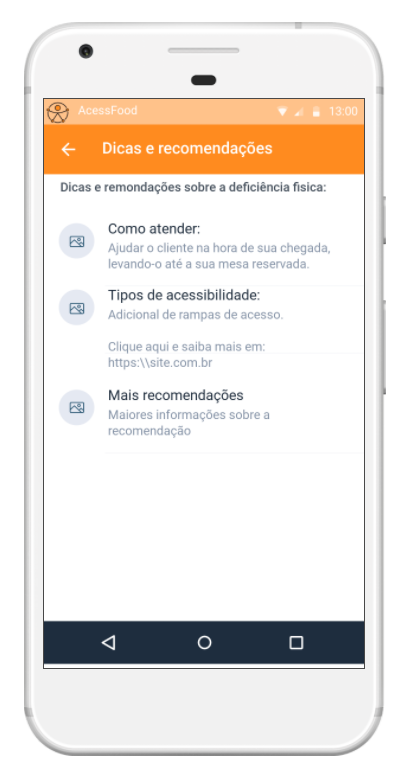 AcessFood
13:00
Dicas e recomendações
Dicas e remondações sobre a deficiência fisica:
Como atender:
Ajudar o cliente na hora de sua chegada,
levando-o até a sua mesa reservada.
Tipos de acessibilidade:
Adicional de rampas de acesso.
Clique aqui e saiba mais em:
https:\\site.com.br
Mais recomendações
Maiores informações sobre a
recomendação